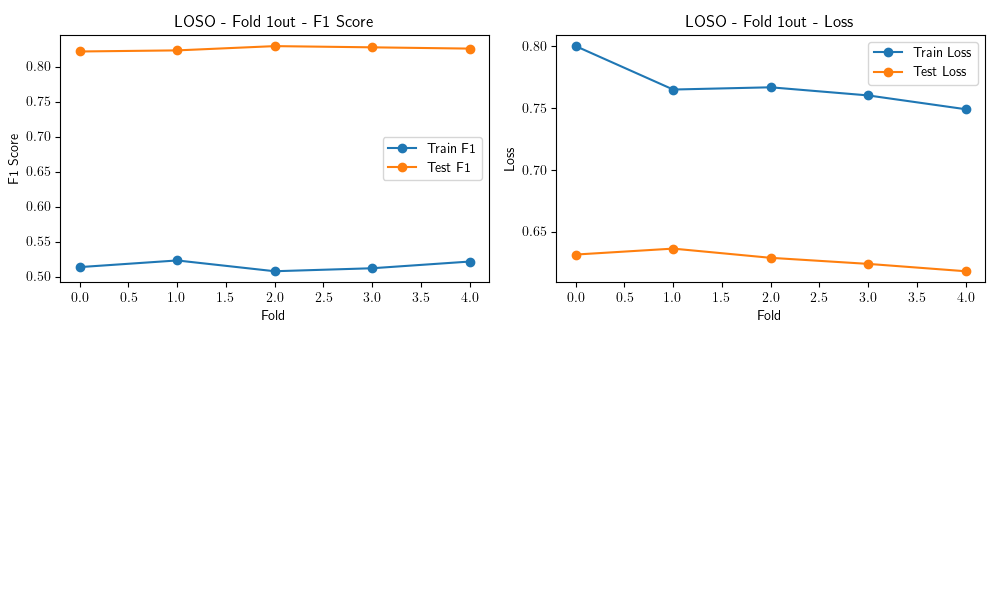 LOSO - Fold 1out - F1 Score
F1 Score
0.80
0.75
0.70
0.65
0.60
0.55
0.50
Train F1
Test F1
0.0 0.5 1.0 1.5 2.0 2.5 3.0 3.5 4.0
Fold
LOSO - Fold 1out - Loss
Loss
0.80
0.75
0.70
0.65
Train Loss
Test Loss
0.0 0.5 1.0 1.5 2.0 2.5 3.0 3.5 4.0
Fold